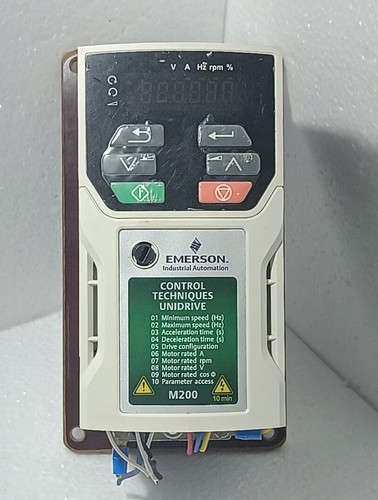 V A Hz rpm %
EMERSON.
Industrial Automation
CONTROL
TECHNIQUES
UNIDRIVE
01 Minimum speed (Hz)
02 Maximum speed (Hz)
03 Acceleration time (s)
04 Deceleration time (s)
05 Drive configuration
06 Motor rated A
07 Motor rated rpm
08 Motor rated V
09 Motor rated cos Φ
10 Parameter access
M200
10 min